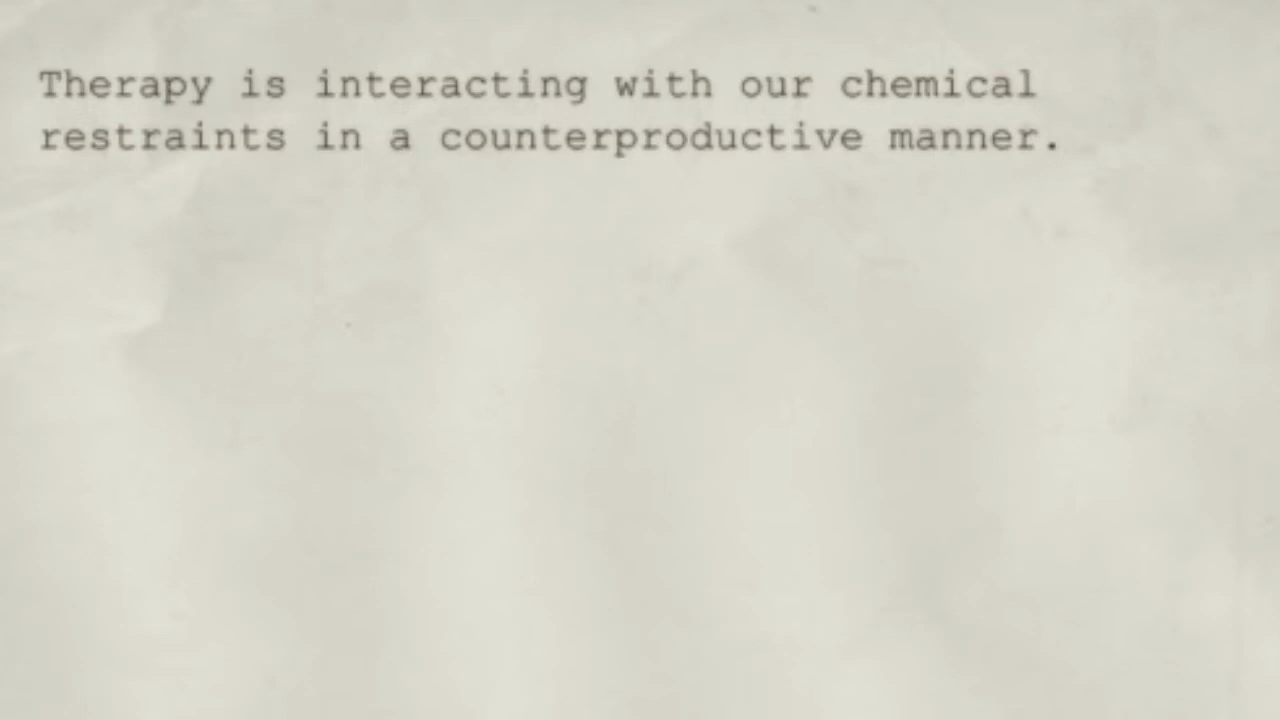 Therapy is interacting with our chemical
restraints in a counterproductive manner.